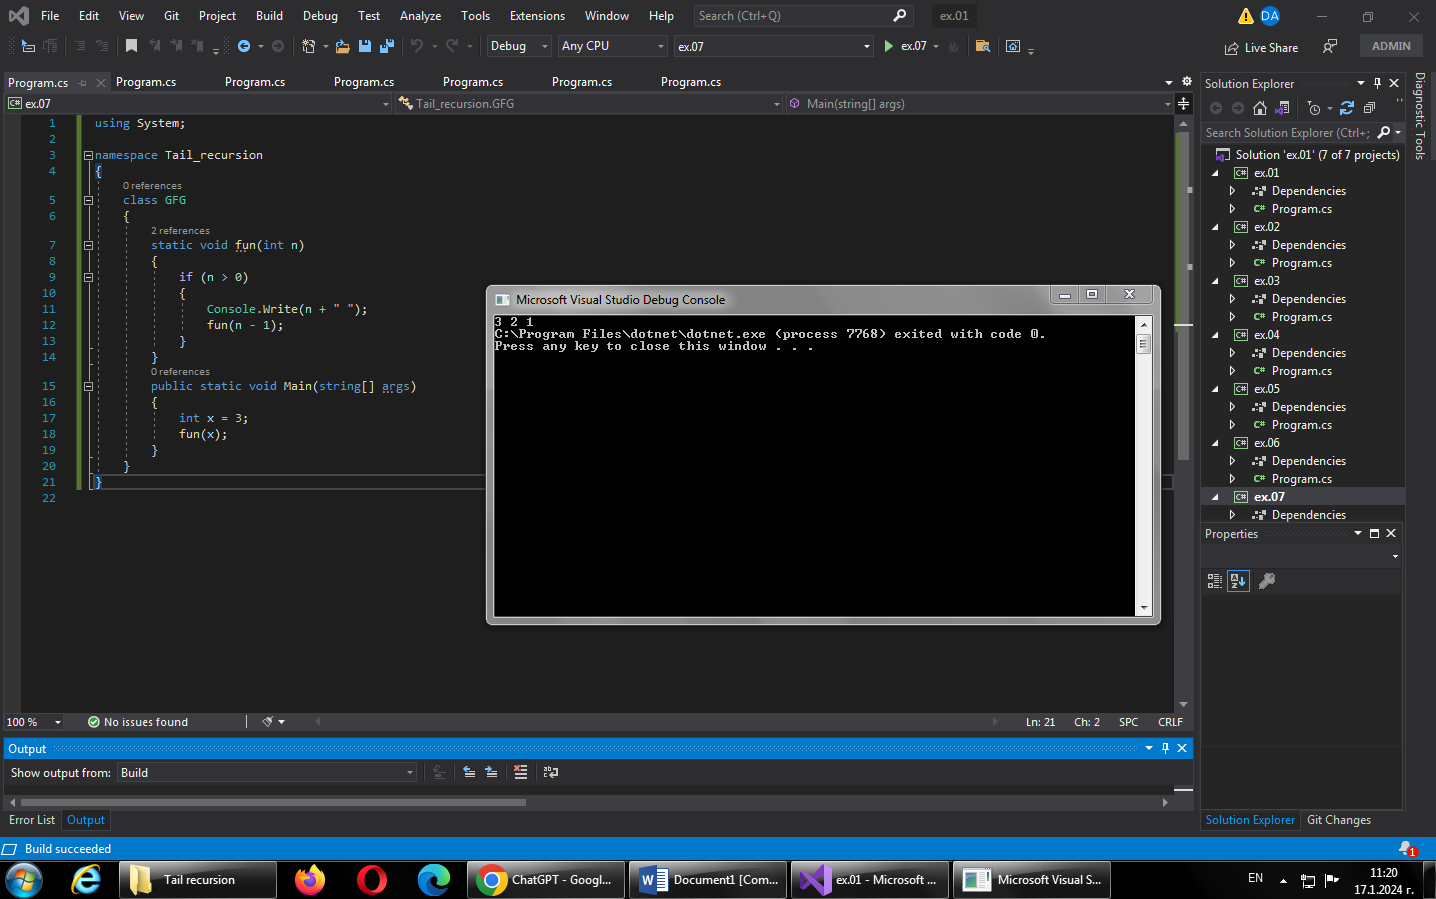 File Edit View Git Project Build Debug Test Analyze Tools Extensions Window Help Search (Ctrl+Q) ex.01 DA
Debug Any CPU ex.07 ex.07 Live Share ADMIN
Program.cs Program.cs Program.cs Program.cs Program.cs Program.cs Program.cs
C# ex.07 Tail_recursion.GFG Main(string[] args)
1 using System;
2
3 namespace Tail_recursion
4 {
0 references
5 class GFG
6 {
2 references
7 static void fun(int n)
8 {
9 if (n > 0)
10 {
11 Console.Write(n + " ");
12 fun(n - 1);
13 }
14 }
0 references
15 public static void Main(string[] args)
16 {
17 int x = 3;
18 fun(x);
19 }
20 }
21 }
22
Microsoft Visual Studio Debug Console
3 2 1
C:\Program Files\dotnet\dotnet.exe (process 7768) exited with code 0.
Press any key to close this window . . .
100 % No issues found Ln: 21 Ch: 2 SPC CRLF
Output
Show output from: Build
Error List Output
Solution Explorer
Search Solution Explorer (Ctrl+;
Solution 'ex.01' (7 of 7 projects)
C# ex.01
Dependencies
C# Program.cs
C# ex.02
Dependencies
C# Program.cs
C# ex.03
Dependencies
C# Program.cs
C# ex.04
Dependencies
C# Program.cs
C# ex.05
Dependencies
C# Program.cs
C# ex.06
Dependencies
C# Program.cs
C# ex.07
Dependencies
Properties
Solution Explorer Git Changes
Diagnostic Tools
Build succeeded 1
Tail recursion ChatGPT - Googl... Document1 [Com... ex.01 - Microsoft ... Microsoft Visual S... EN 11:20
17.1.2024 г.